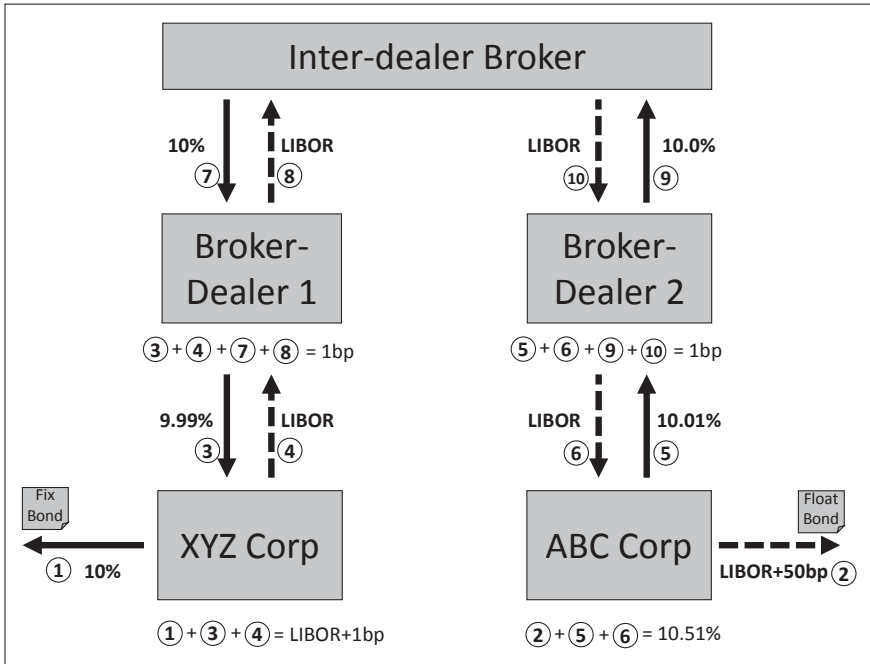 Inter-dealer Broker
10%
LIBOR
⑦
⑧
LIBOR
10.0%
⑩
⑨
Broker-
Dealer 1
Broker-
Dealer 2
③ + ④ + ⑦ + ⑧ = 1bp
⑤ + ⑥ + ⑨ + ⑩ = 1bp
9.99%
LIBOR
③
④
LIBOR
10.01%
⑥
⑤
Fix
Bond
XYZ Corp
① 10%
ABC Corp
Float
Bond
LIBOR+50bp ②
① + ③ + ④ = LIBOR+1bp
② + ⑤ + ⑥ = 10.51%